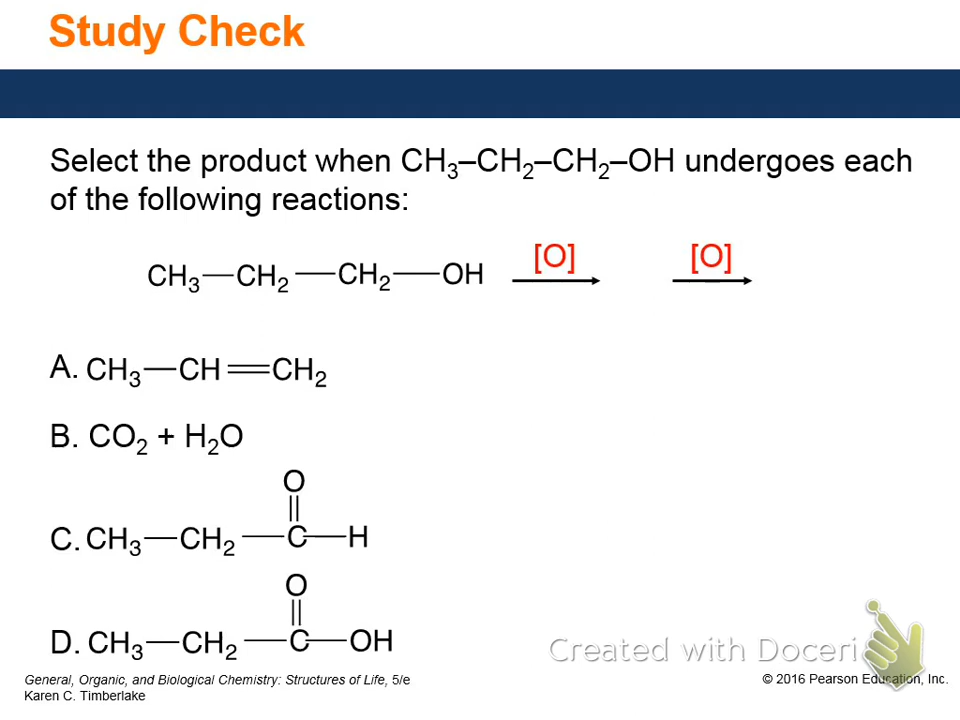 Study Check
Select the product when CH₃–CH₂–CH₂–OH undergoes each
of the following reactions:
[O] [O]
CH₃—CH₂—CH₂—OH
A. CH₃—CH=CH₂
B. CO₂ + H₂O
O
C. CH₃—CH₂—C—H
O
D. CH₃—CH₂—C—OH
Created with Doceri
General, Organic, and Biological Chemistry: Structures of Life, 5/e
Karen C. Timberlake
© 2016 Pearson Education, Inc.